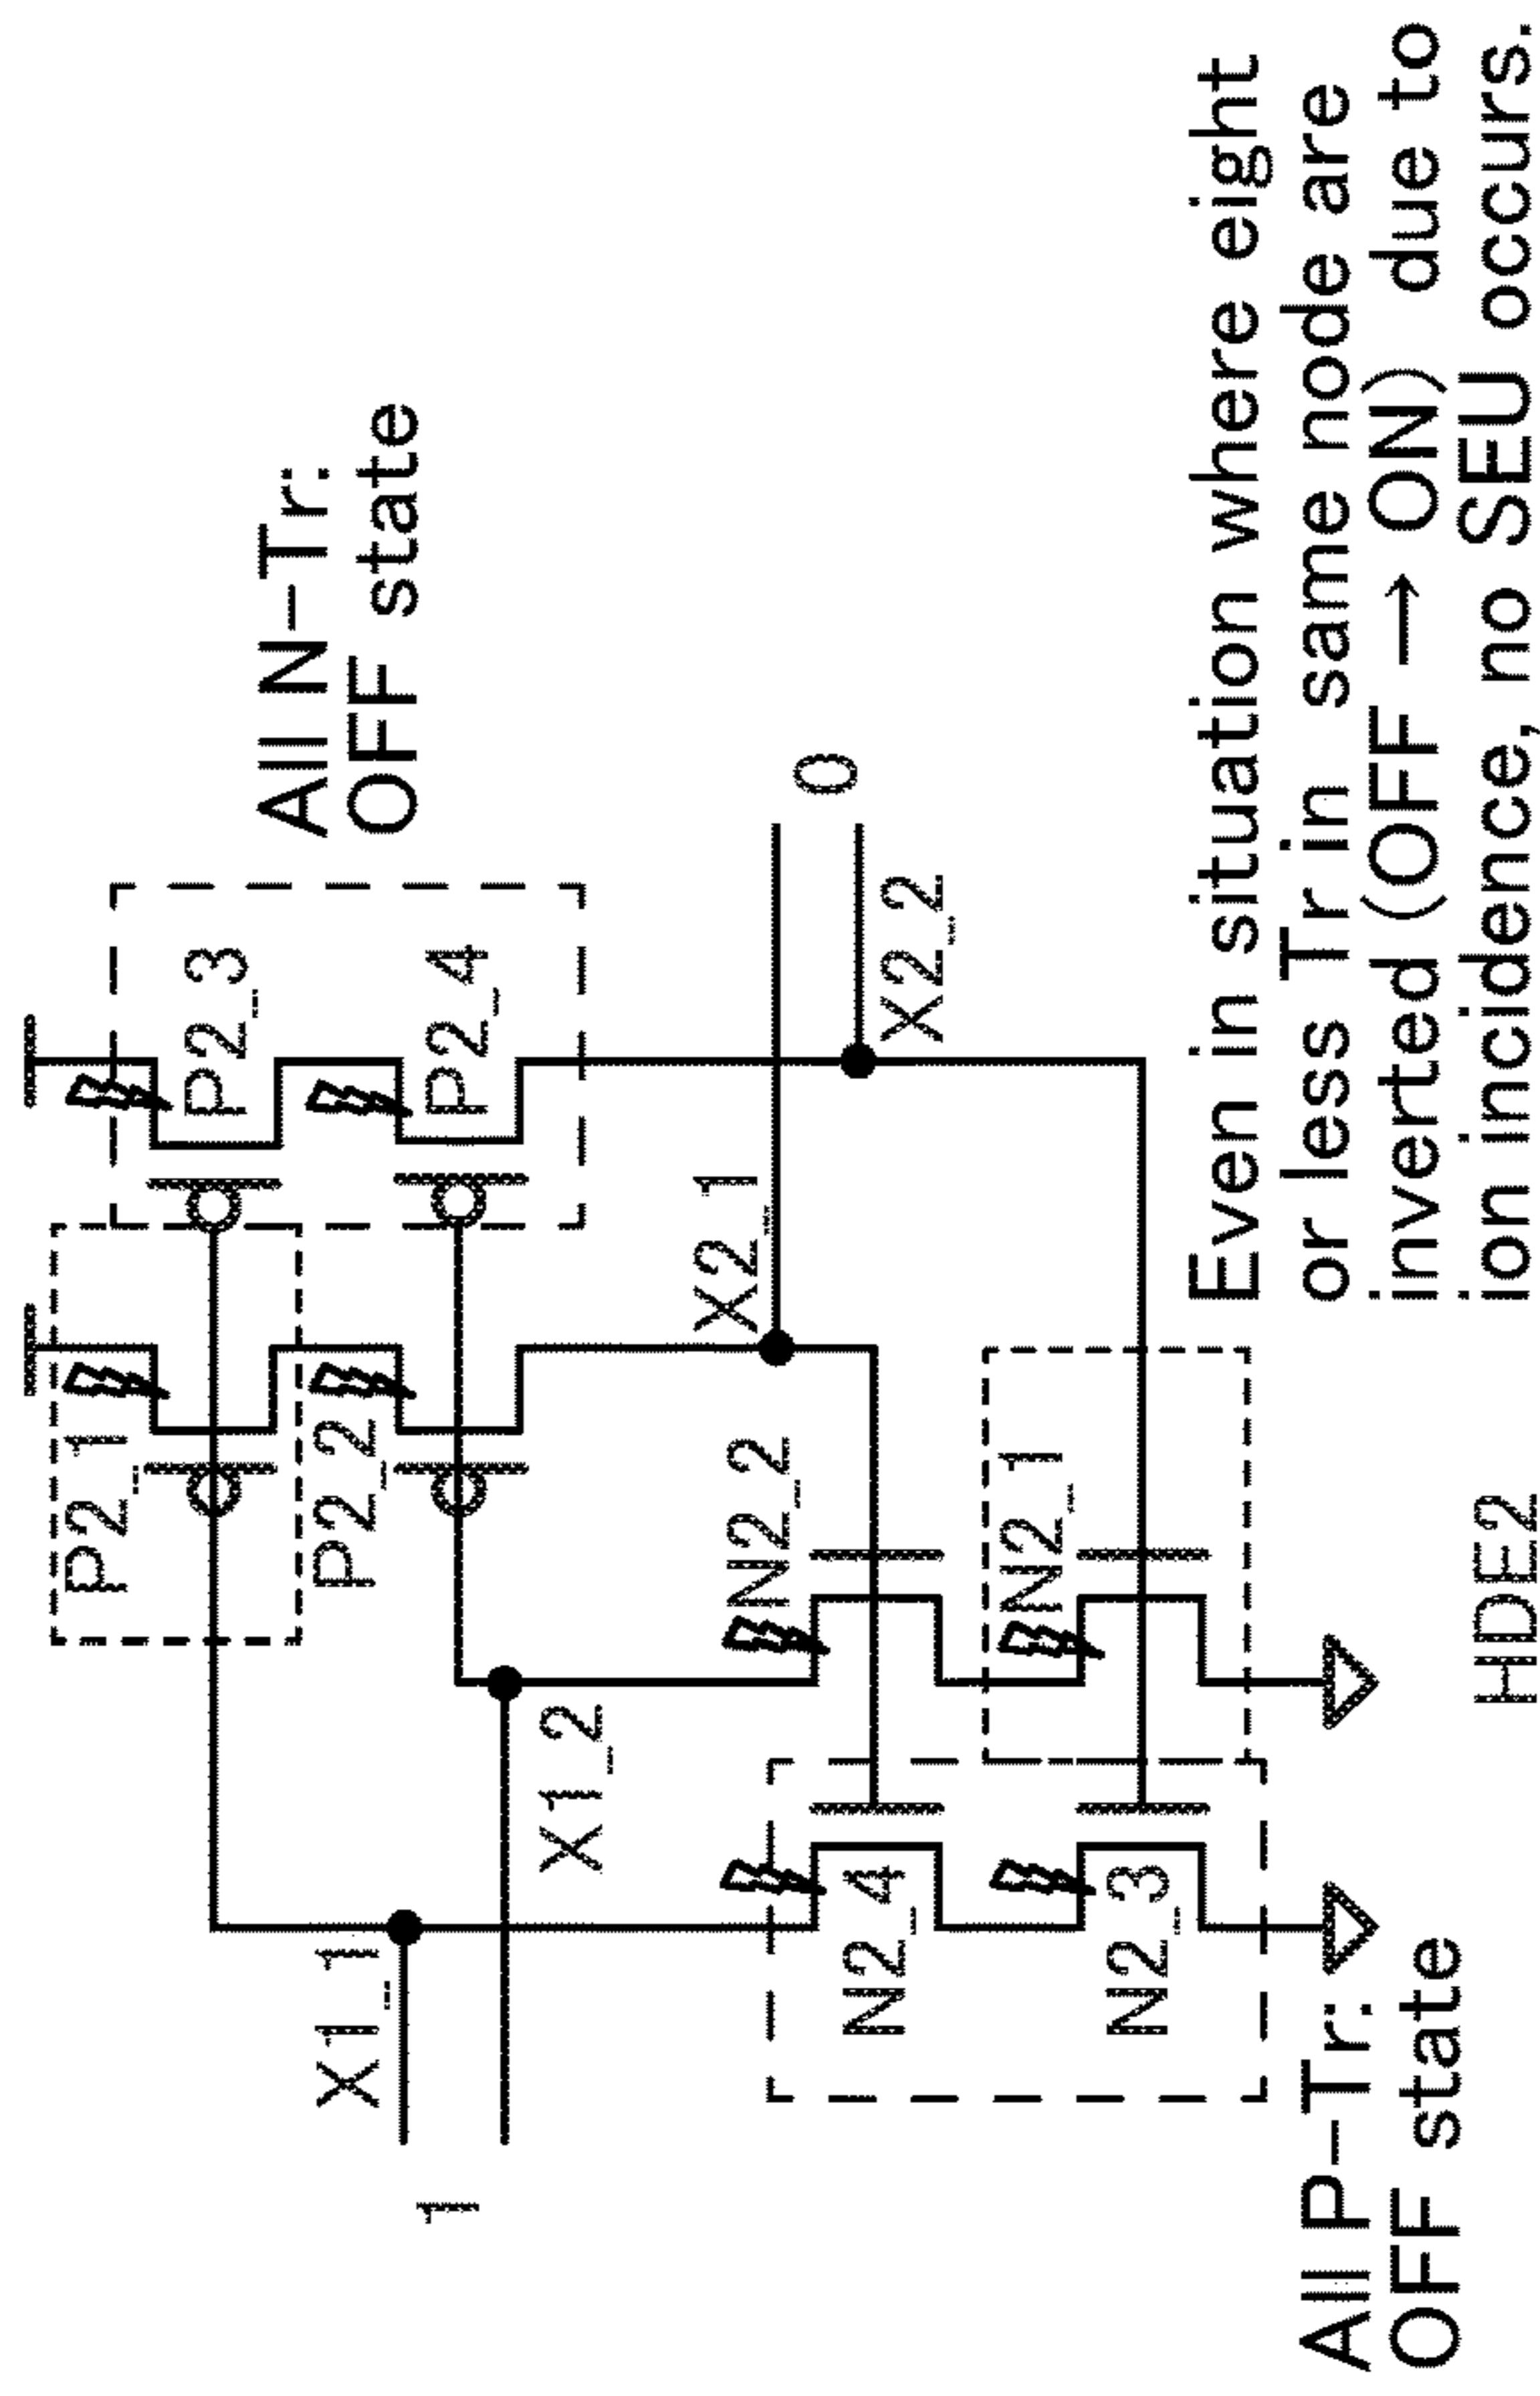 All N-Tr:
OFF state
P2_3
P2_4
P2_1
P2_2
X1_1
X1_2
1
X2_1
0
X2_2
N2_2
N2_1
N2_4
N2_3
All P-Tr:
OFF state
HDE2
Even in situation where eight
or less Tr in same node are
inverted (OFF → ON) due to
ion incidence, no SEU occurs.